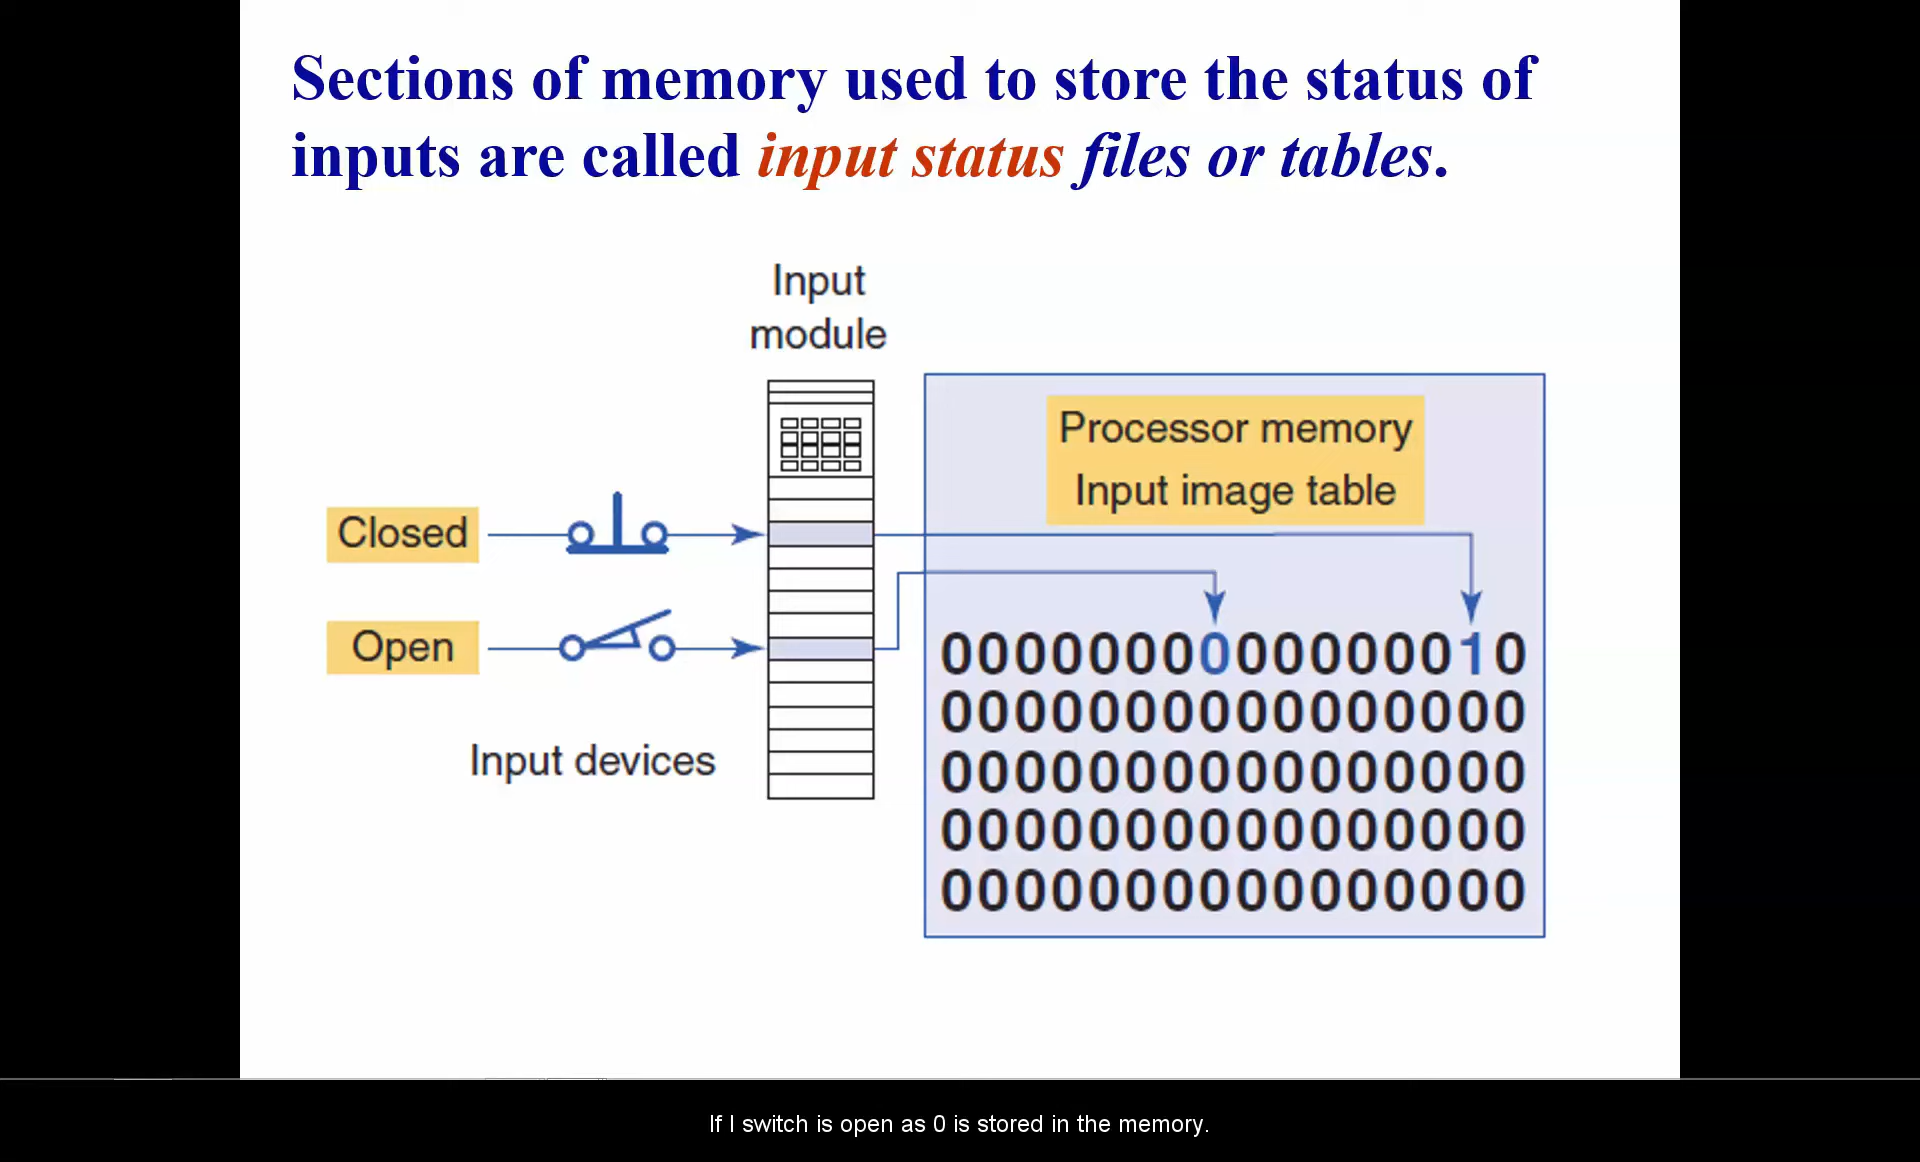 Sections of memory used to store the status of
inputs are called input status files or tables.
Input
module
Processor memory
Input image table
Closed
Open
Input devices
0000000000000010
0000000000000000
0000000000000000
0000000000000000
0000000000000000
If I switch is open as 0 is stored in the memory.